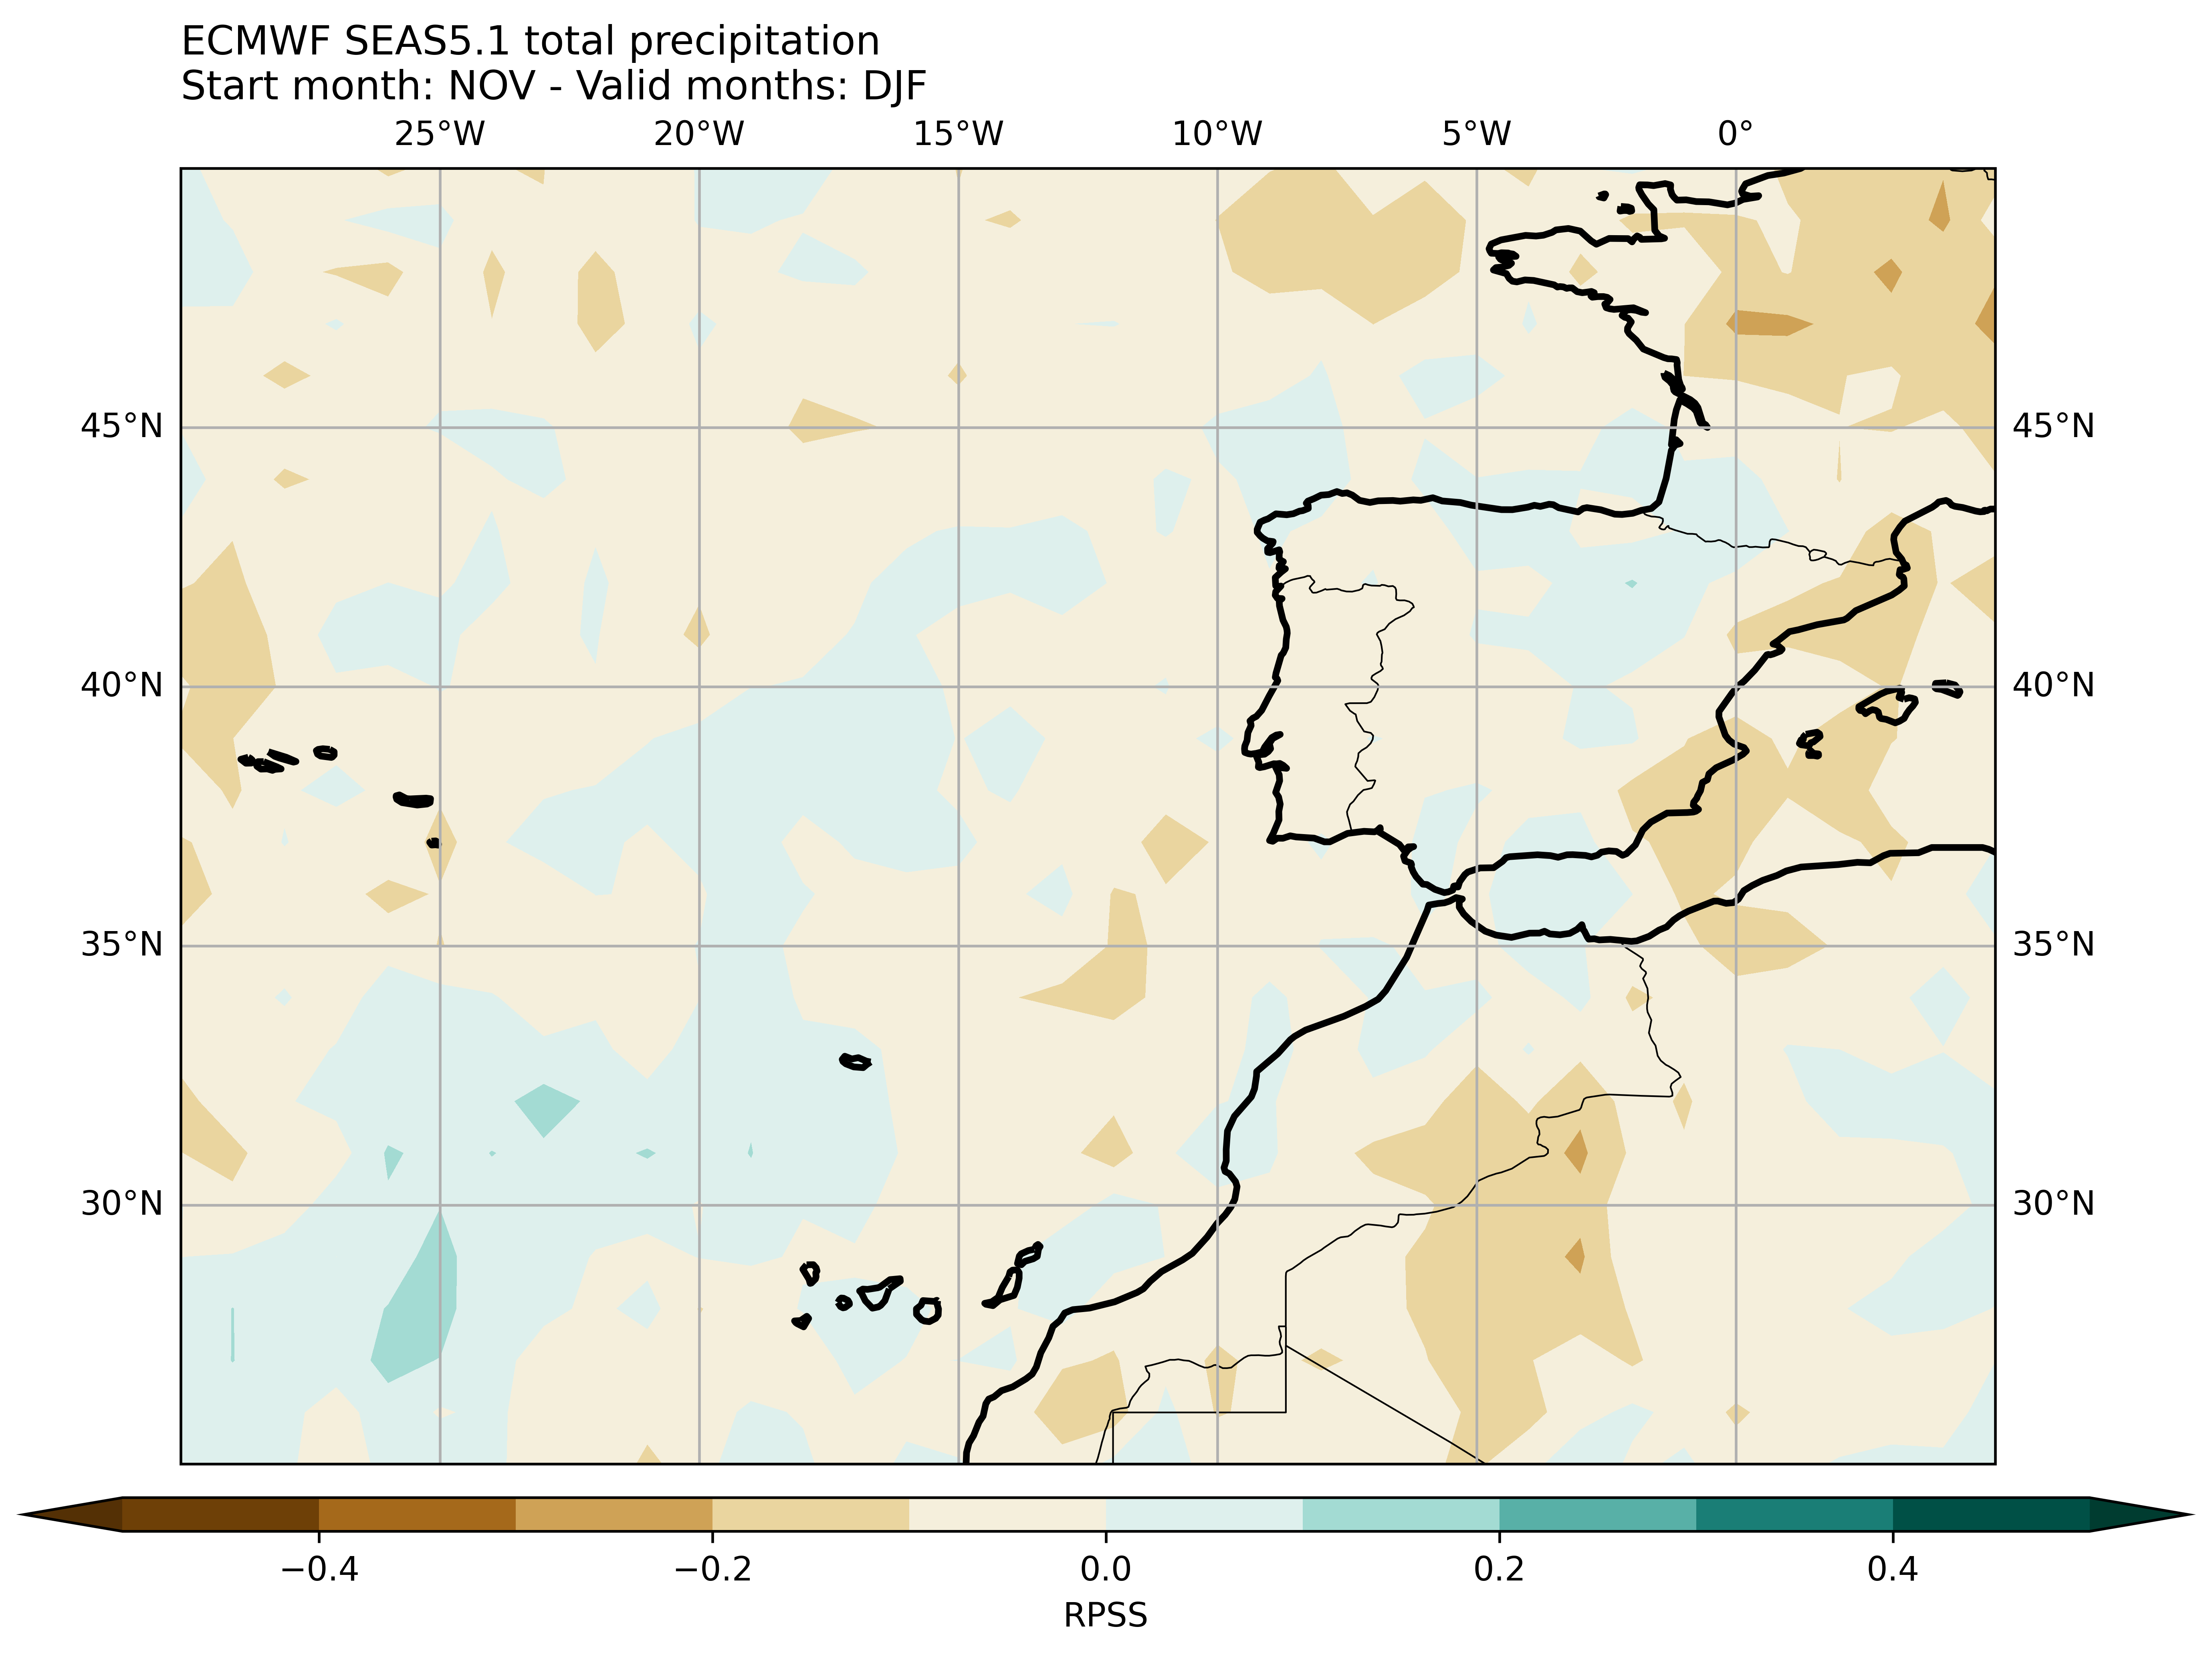 ECMWF SEAS5.1 total precipitation
Start month: NOV - Valid months: DJF
25°W 20°W 15°W 10°W 5°W 0°
45°N 45°N
40°N 40°N
35°N 35°N
30°N 30°N
−0.4 −0.2 0.0 0.2 0.4
RPSS